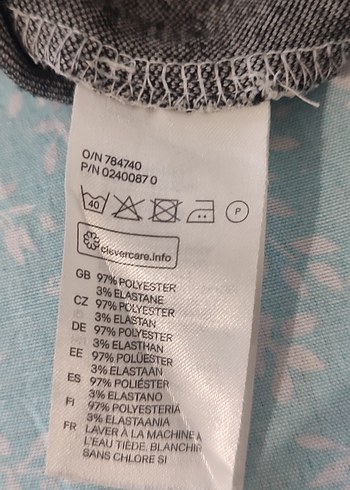 O/N 784740
P/N 0240087 0
40 P
clevercare.info
GB 97% POLYESTER
3% ELASTANE
CZ 97% POLYESTER
3% ELASTAN
DE 97% POLYESTER
3% ELASTHAN
EE 97% POLÜESTER
3% ELASTAAN
ES 97% POLIÉSTER
3% ELASTANO
FI 97% POLYESTERIÄ
3% ELASTAANIA
FR LAVER À LA MACHINE À
L'EAU TIÈDE. BLANCHIR
SANS CHLORE SI